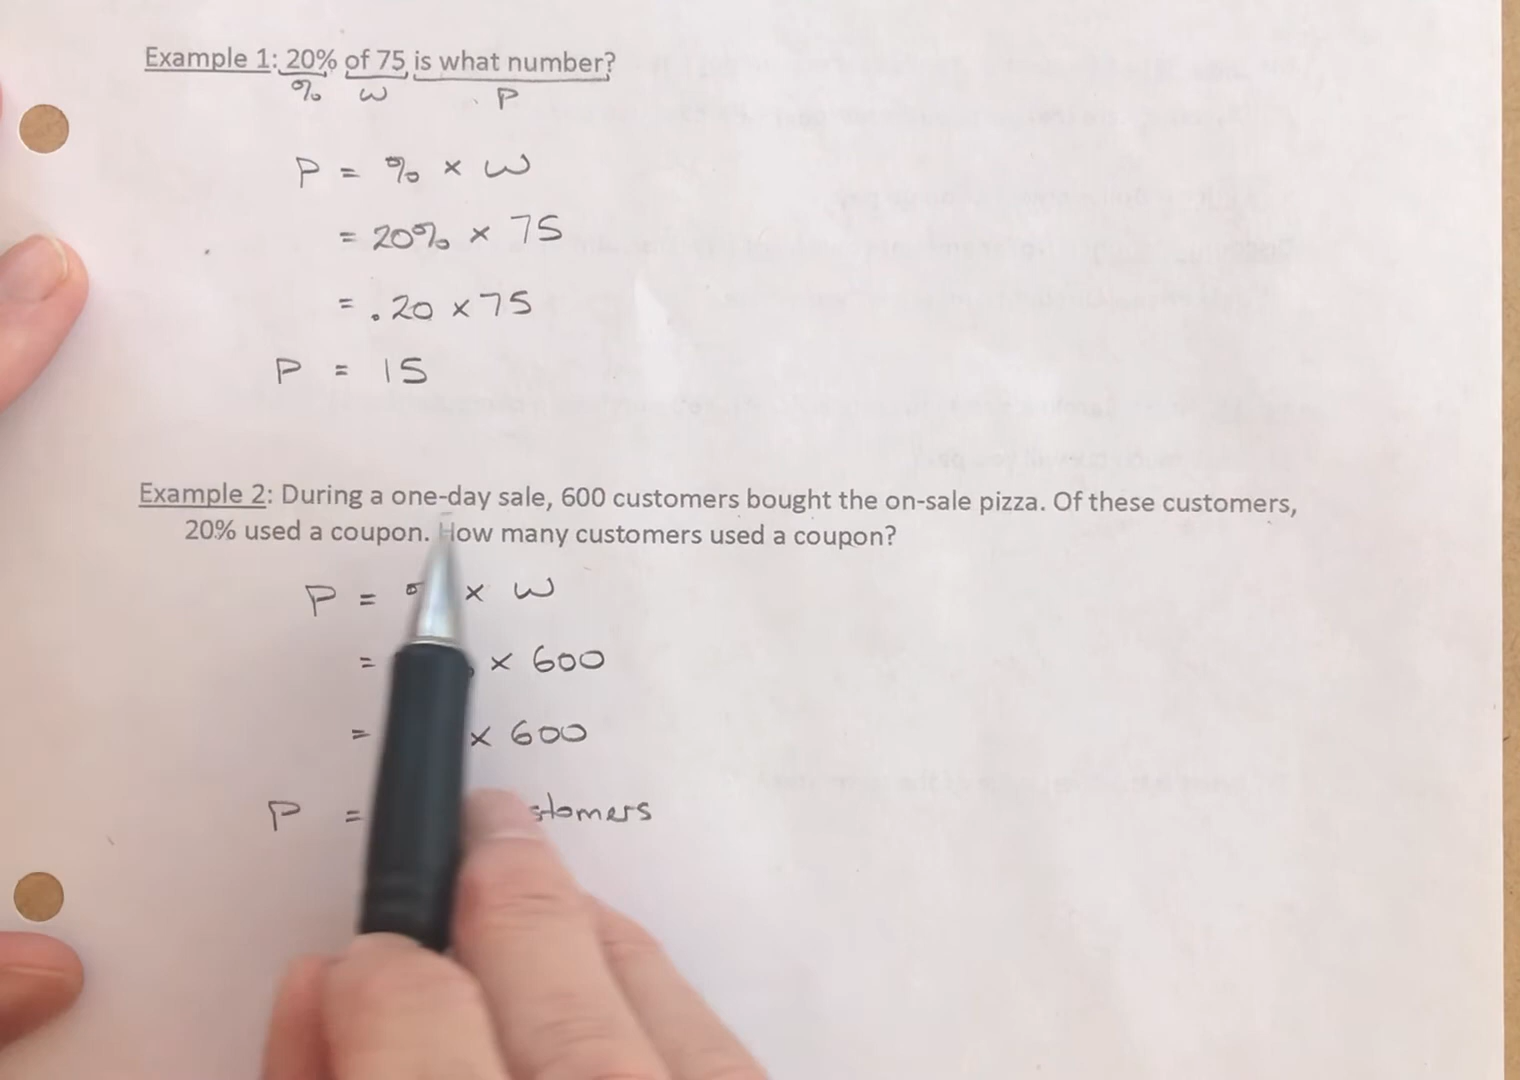 Example 1: 20% of 75 is what number?
% w P
P = % × w
= 20% × 75
= .20 × 75
P = 15
Example 2: During a one-day sale, 600 customers bought the on-sale pizza. Of these customers,
20% used a coupon. How many customers used a coupon?
P = × w
= × 600
= × 600
P =